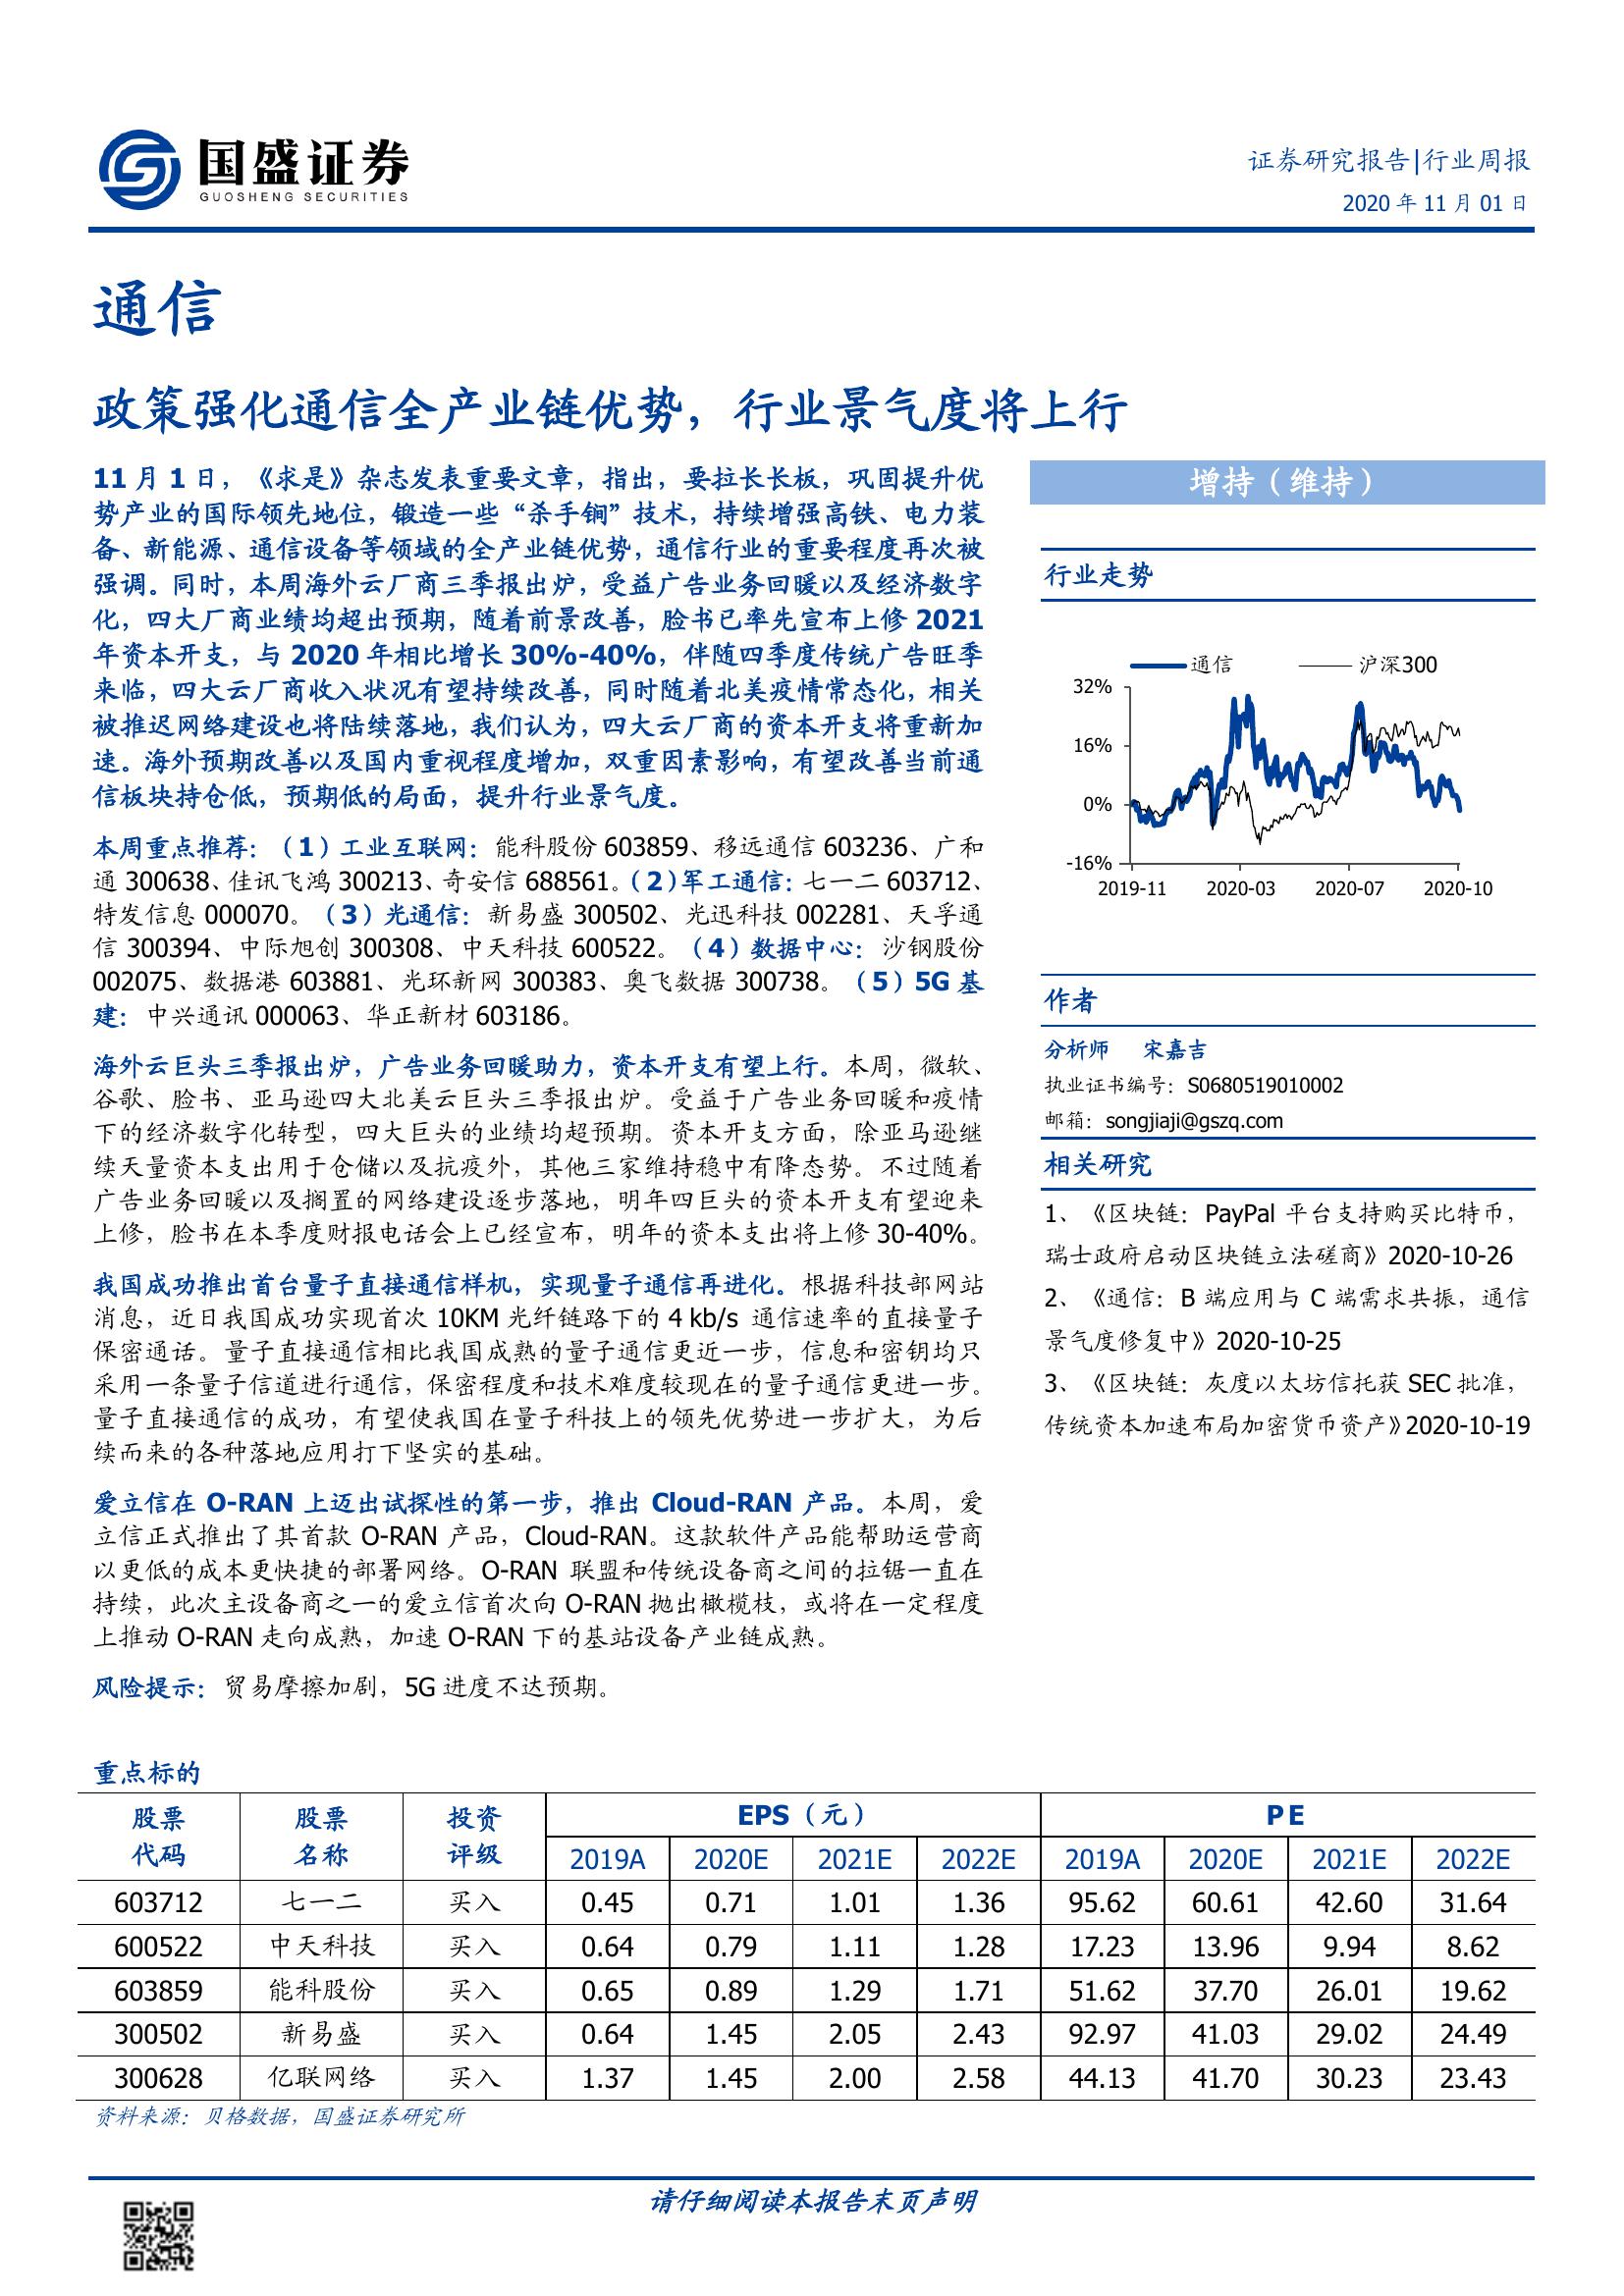 国盛证券
GUOSHENG SECURITIES
证券研究报告|行业周报
2020 年 11 月 01 日
通信
政策强化通信全产业链优势，行业景气度将上行
11 月 1 日，《求是》杂志发表重要文章，指出，要拉长长板，巩固提升优
势产业的国际领先地位，锻造一些“杀手锏”技术，持续增强高铁、电力装
备、新能源、通信设备等领域的全产业链优势，通信行业的重要程度再次被
强调。同时，本周海外云厂商三季报出炉，受益广告业务回暖以及经济数字
化，四大厂商业绩均超出预期，随着前景改善，脸书已率先宣布上修 2021
年资本开支，与 2020 年相比增长 30%-40%，伴随四季度传统广告旺季
来临，四大云厂商收入状况有望持续改善，同时随着北美疫情常态化，相关
被推迟网络建设也将陆续落地，我们认为，四大云厂商的资本开支将重新加
速。海外预期改善以及国内重视程度增加，双重因素影响，有望改善当前通
信板块持仓低，预期低的局面，提升行业景气度。
本周重点推荐：（1）工业互联网：能科股份 603859、移远通信 603236、广和
通 300638、佳讯飞鸿 300213、奇安信 688561。（2）军工通信：七一二 603712、
特发信息 000070。（3）光通信：新易盛 300502、光迅科技 002281、天孚通
信 300394、中际旭创 300308、中天科技 600522。（4）数据中心：沙钢股份
002075、数据港 603881、光环新网 300383、奥飞数据 300738。（5）5G 基
建：中兴通讯 000063、华正新材 603186。
海外云巨头三季报出炉，广告业务回暖助力，资本开支有望上行。本周，微软、
谷歌、脸书、亚马逊四大北美云巨头三季报出炉。受益于广告业务回暖和疫情
下的经济数字化转型，四大巨头的业绩均超预期。资本开支方面，除亚马逊继
续天量资本支出用于仓储以及抗疫外，其他三家维持稳中有降态势。不过随着
广告业务回暖以及搁置的网络建设逐步落地，明年四巨头的资本开支有望迎来
上修，脸书在本季度财报电话会上已经宣布，明年的资本支出将上修 30-40%。
我国成功推出首台量子直接通信样机，实现量子通信再进化。根据科技部网站
消息，近日我国成功实现首次 10KM 光纤链路下的 4 kb/s 通信速率的直接量子
保密通话。量子直接通信相比我国成熟的量子通信更近一步，信息和密钥均只
采用一条量子信道进行通信，保密程度和技术难度较现在的量子通信更进一步。
量子直接通信的成功，有望使我国在量子科技上的领先优势进一步扩大，为后
续而来的各种落地应用打下坚实的基础。
爱立信在 O-RAN 上迈出试探性的第一步，推出 Cloud-RAN 产品。本周，爱
立信正式推出了其首款 O-RAN 产品，Cloud-RAN。这款软件产品能帮助运营商
以更低的成本更快捷的部署网络。O-RAN 联盟和传统设备商之间的拉锯一直在
持续，此次主设备商之一的爱立信首次向 O-RAN 抛出橄榄枝，或将在一定程度
上推动 O-RAN 走向成熟，加速 O-RAN 下的基站设备产业链成熟。
风险提示：贸易摩擦加剧，5G 进度不达预期。
增持（维持）
行业走势
通信 沪深300
32%
16%
0%
-16%
2019-11 2020-03 2020-07 2020-10
作者
分析师 宋嘉吉
执业证书编号：S0680519010002
邮箱：songjiaji@gszq.com
相关研究
1、《区块链：PayPal 平台支持购买比特币，
瑞士政府启动区块链立法磋商》2020-10-26
2、《通信：B 端应用与 C 端需求共振，通信
景气度修复中》2020-10-25
3、《区块链：灰度以太坊信托获 SEC 批准，
传统资本加速布局加密货币资产》2020-10-19
重点标的
股票 股票 投资 EPS（元） PE
代码 名称 评级 2019A 2020E 2021E 2022E 2019A 2020E 2021E 2022E
603712 七一二 买入 0.45 0.71 1.01 1.36 95.62 60.61 42.60 31.64
600522 中天科技 买入 0.64 0.79 1.11 1.28 17.23 13.96 9.94 8.62
603859 能科股份 买入 0.65 0.89 1.29 1.71 51.62 37.70 26.01 19.62
300502 新易盛 买入 0.64 1.45 2.05 2.43 92.97 41.03 29.02 24.49
300628 亿联网络 买入 1.37 1.45 2.00 2.58 44.13 41.70 30.23 23.43
资料来源：贝格数据，国盛证券研究所
请仔细阅读本报告末页声明